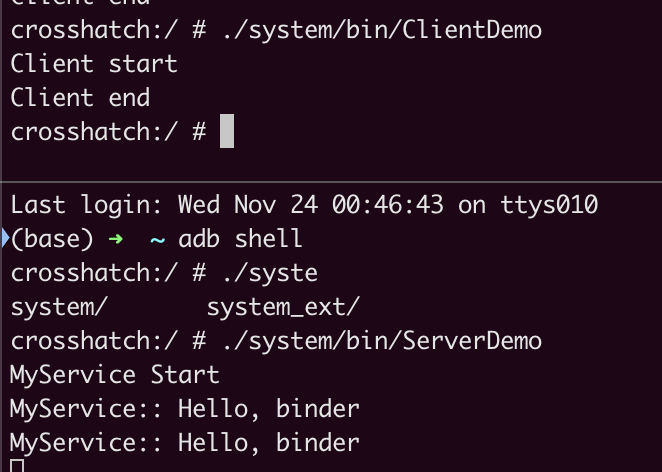 Client end
crosshatch:/ # ./system/bin/ClientDemo
Client start
Client end
crosshatch:/ #
Last login: Wed Nov 24 00:46:43 on ttys010
(base) ➜  ~ adb shell
crosshatch:/ # ./syste
system/       system_ext/
crosshatch:/ # ./system/bin/ServerDemo
MyService Start
MyService:: Hello, binder
MyService:: Hello, binder